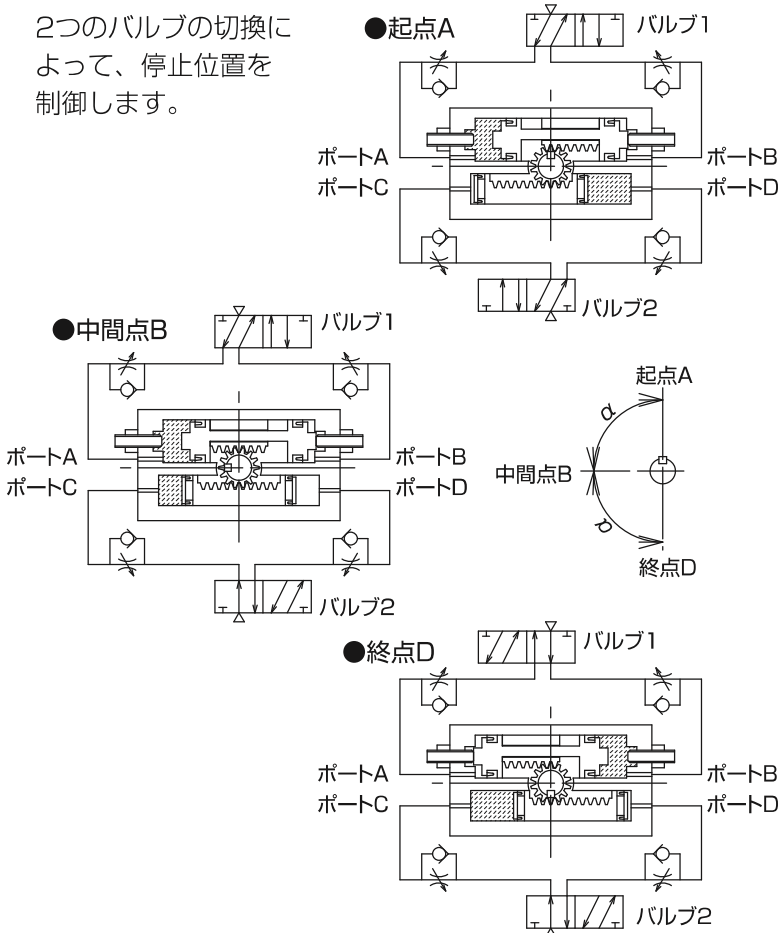 2つのバルブの切換に
よって、停止位置を
制御します。
●起点A
バルブ1
ポートA
ポートB
ポートC
ポートD
バルブ2
●中間点B
バルブ1
ポートA
ポートB
ポートC
ポートD
バルブ2
起点A
α
中間点B
α
終点D
●終点D
バルブ1
ポートA
ポートB
ポートC
ポートD
バルブ2